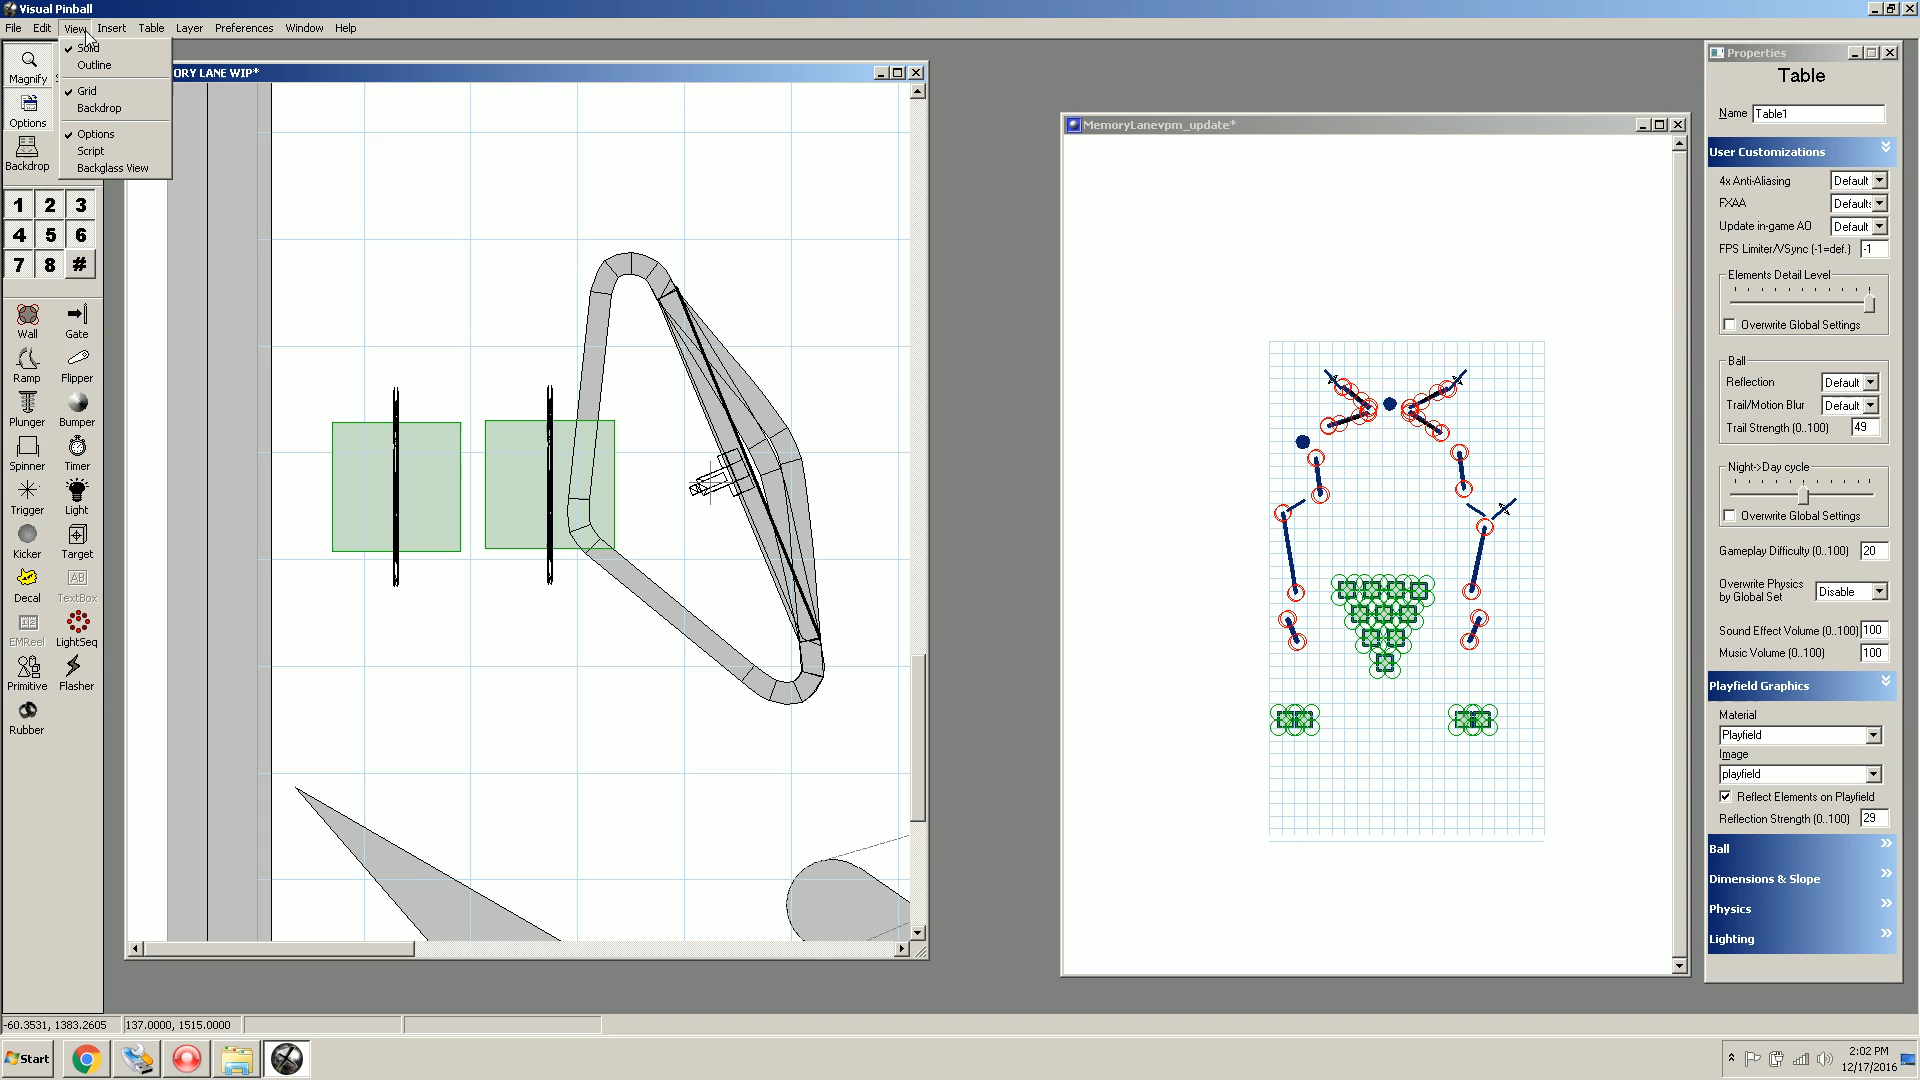 Visual Pinball
File Edit View Insert Table Layer Preferences Window Help
Magnify
Options
Backdrop
Solid
Outline
Grid
Backdrop
Options
Script
Backglass View
1 2 3
4 5 6
7 8 #
Wall Gate
Ramp Flipper
Plunger Bumper
Spinner Timer
Trigger Light
Kicker Target
Decal TextBox
EMReel LightSeq
Primitive Flasher
Rubber
ORY LANE WIP*
MemoryLanevpm_update*
Properties
Table
Name Table1
User Customizations
4x Anti-Aliasing Default
FXAA Default
Update in-game AO Default
FPS Limiter/VSync (-1=def.) -1
Elements Detail Level
Overwrite Global Settings
Ball
Reflection Default
Trail/Motion Blur Default
Trail Strength (0..100) 49
Night->Day cycle
Overwrite Global Settings
Gameplay Difficulty (0..100) 20
Overwrite Physics
by Global Set Disable
Sound Effect Volume (0..100) 100
Music Volume (0..100) 100
Playfield Graphics
Material
Playfield
Image
playfield
Reflect Elements on Playfield
Reflection Strength (0..100) 29
Ball
Dimensions & Slope
Physics
Lighting
-60.3531, 1383.2605 137.0000, 1515.0000
Start
2:02 PM
12/17/2016